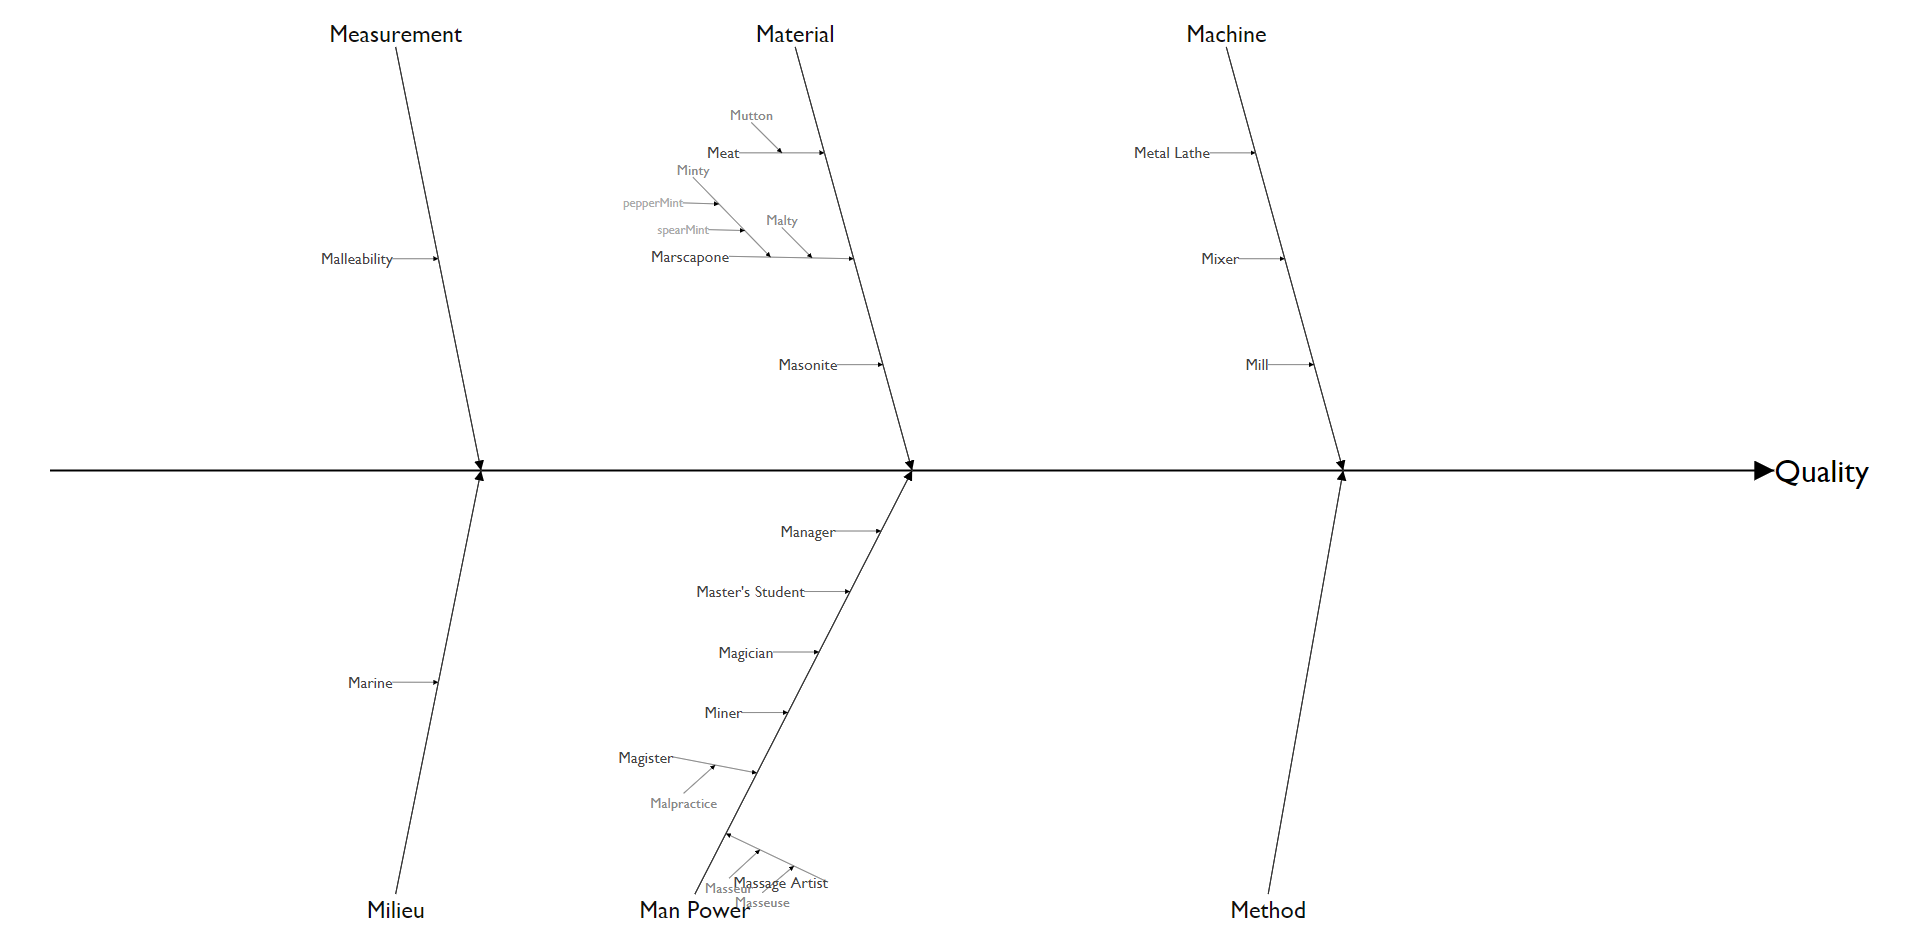 Measurement
Material
Machine
Mutton
Meat
Metal Lathe
Minty
pepperMint
Malty
spearMint
Marscapone
Malleability
Mixer
Masonite
Mill
Quality
Manager
Master's Student
Magician
Marine
Miner
Magister
Malpractice
Massage Artist
Masseur
Masseuse
Milieu
Man Power
Method